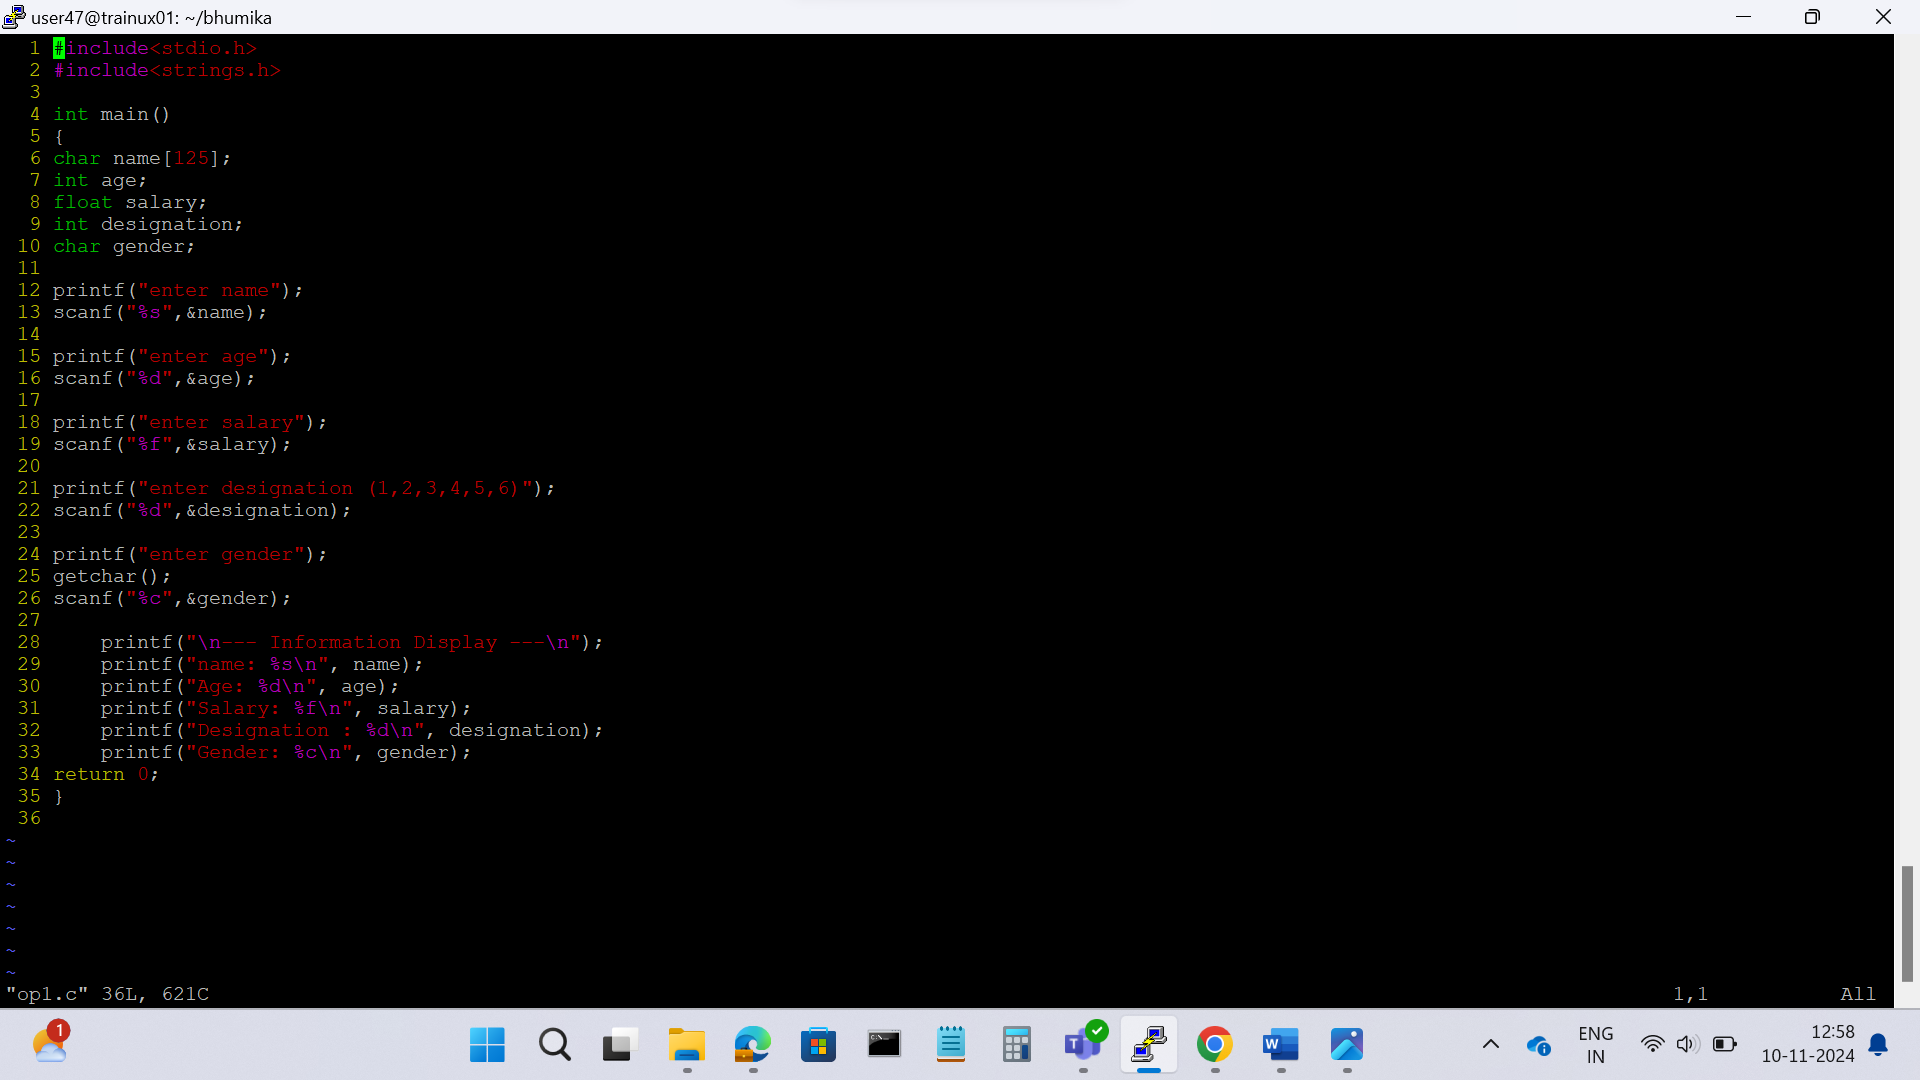 user47@trainux01: ~/bhumika
1 #include<stdio.h>
2 #include<strings.h>
3
4 int main()
5 {
6 char name[125];
7 int age;
8 float salary;
9 int designation;
10 char gender;
11
12 printf("enter name");
13 scanf("%s",&name);
14
15 printf("enter age");
16 scanf("%d",&age);
17
18 printf("enter salary");
19 scanf("%f",&salary);
20
21 printf("enter designation (1,2,3,4,5,6)");
22 scanf("%d",&designation);
23
24 printf("enter gender");
25 getchar();
26 scanf("%c",&gender);
27
28     printf("\n--- Information Display ---\n");
29     printf("name: %s\n", name);
30     printf("Age: %d\n", age);
31     printf("Salary: %f\n", salary);
32     printf("Designation : %d\n", designation);
33     printf("Gender: %c\n", gender);
34 return 0;
35 }
36
~
~
~
~
~
~
~
"op1.c" 36L, 621C 1,1 All
1
ENG
IN
12:58
10-11-2024